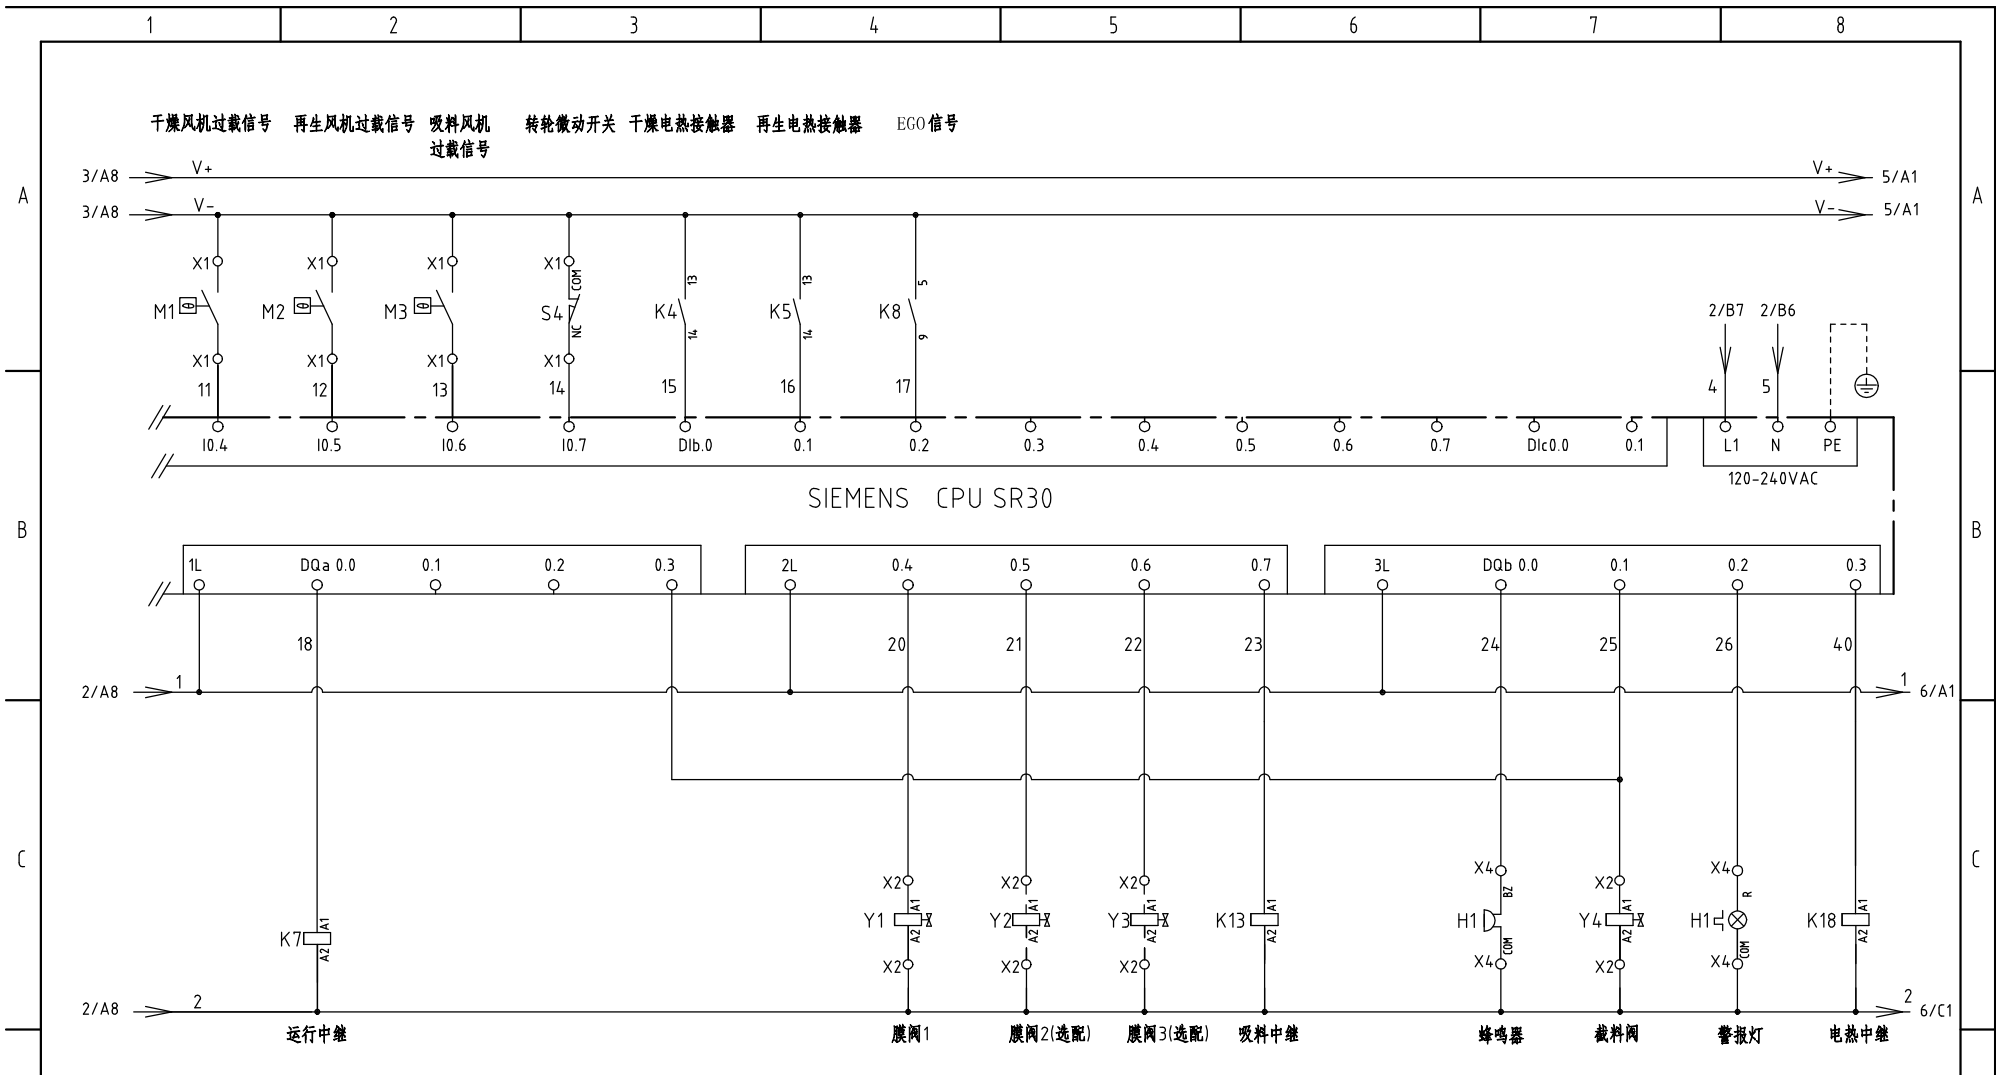 1 2 3 4 5 6 7 8
干燥风机过载信号 再生风机过载信号 吸料风机 转轮微动开关 干燥电热接触器 再生电热接触器 EGO信号
过载信号
3/A8 V+ V+ 5/A1
A A
3/A8 V- V- 5/A1
X1 X1 X1 X1 COM 13 13 5
M1 θ M2 θ M3 θ S4 K4 K5 K8 2/B7 2/B6
NC 14 14 9
X1 X1 X1 X1
11 12 13 14 15 16 17 4 5
I0.4 I0.5 I0.6 I0.7 DIb.0 0.1 0.2 0.3 0.4 0.5 0.6 0.7 DIc0.0 0.1 L1 N PE
120-240VAC
SIEMENS CPU SR30
B B
1L DQa 0.0 0.1 0.2 0.3 2L 0.4 0.5 0.6 0.7 3L DQb 0.0 0.1 0.2 0.3
18 20 21 22 23 24 25 26 40
2/A8 1 1 6/A1
C C
X2 X2 X2 X4 X2 X4
A1 A1 A1 A1 A1 BZ A1 R A1
K7 Y1 Y2 Y3 K13 H1 Y4 H1 K18
A2 A2 A2 A2 A2 COM A2 COM A2
X2 X2 X2 X4 X2 X4
2/A8 2 2 6/C1
运行中继 膜阀1 膜阀2(选配) 膜阀3(选配) 吸料中继 蜂鸣器 截料阀 警报灯 电热中继